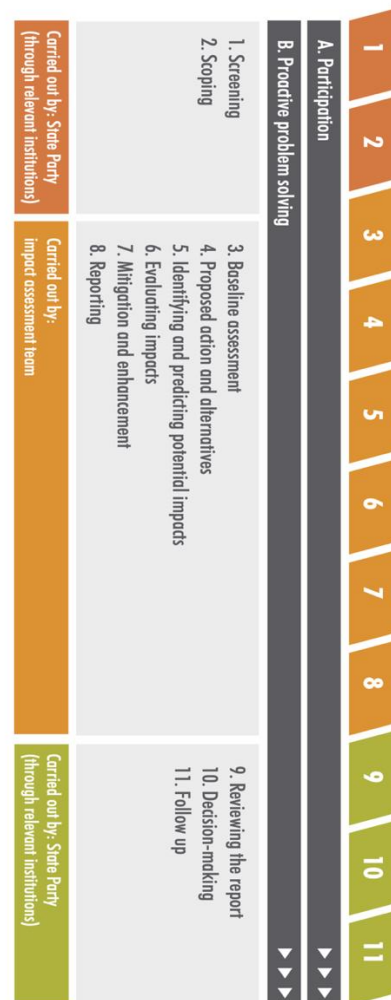 1 2 3 4 5 6 7 8 9 10 11
A. Participation
B. Proactive problem solving
1. Screening
2. Scoping
3. Baseline assessment
4. Proposed action and alternatives
5. Identifying and predicting potential impacts
6. Evaluating impacts
7. Mitigation and enhancement
8. Reporting
9. Reviewing the report
10. Decision-making
11. Follow up
Carried out by: State Party
(through relevant institutions)
Carried out by:
impact assessment team
Carried out by: State Party
(through relevant institutions)